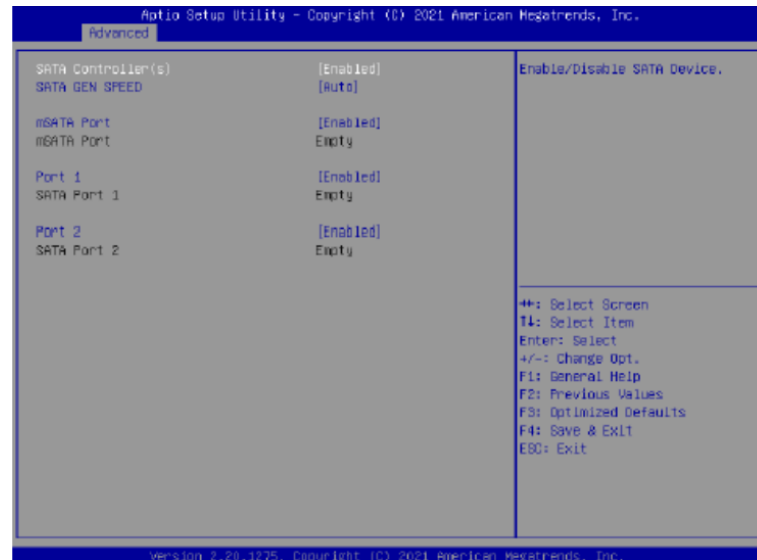 Aptio Setup Utility - Copyright (C) 2021 American Megatrends, Inc.
Advanced
SATA Controller(s) [Enabled]
SATA GEN SPEED [Auto]
mSATA Port [Enabled]
mSATA Port Empty
Port 1 [Enabled]
SATA Port 1 Empty
Port 2 [Enabled]
SATA Port 2 Empty
Enable/Disable SATA Device.
→←: Select Screen
↑↓: Select Item
Enter: Select
+/-: Change Opt.
F1: General Help
F2: Previous Values
F3: Optimized Defaults
F4: Save & Exit
ESC: Exit
Version 2.20.1275. Copyright (C) 2021 American Megatrends, Inc.